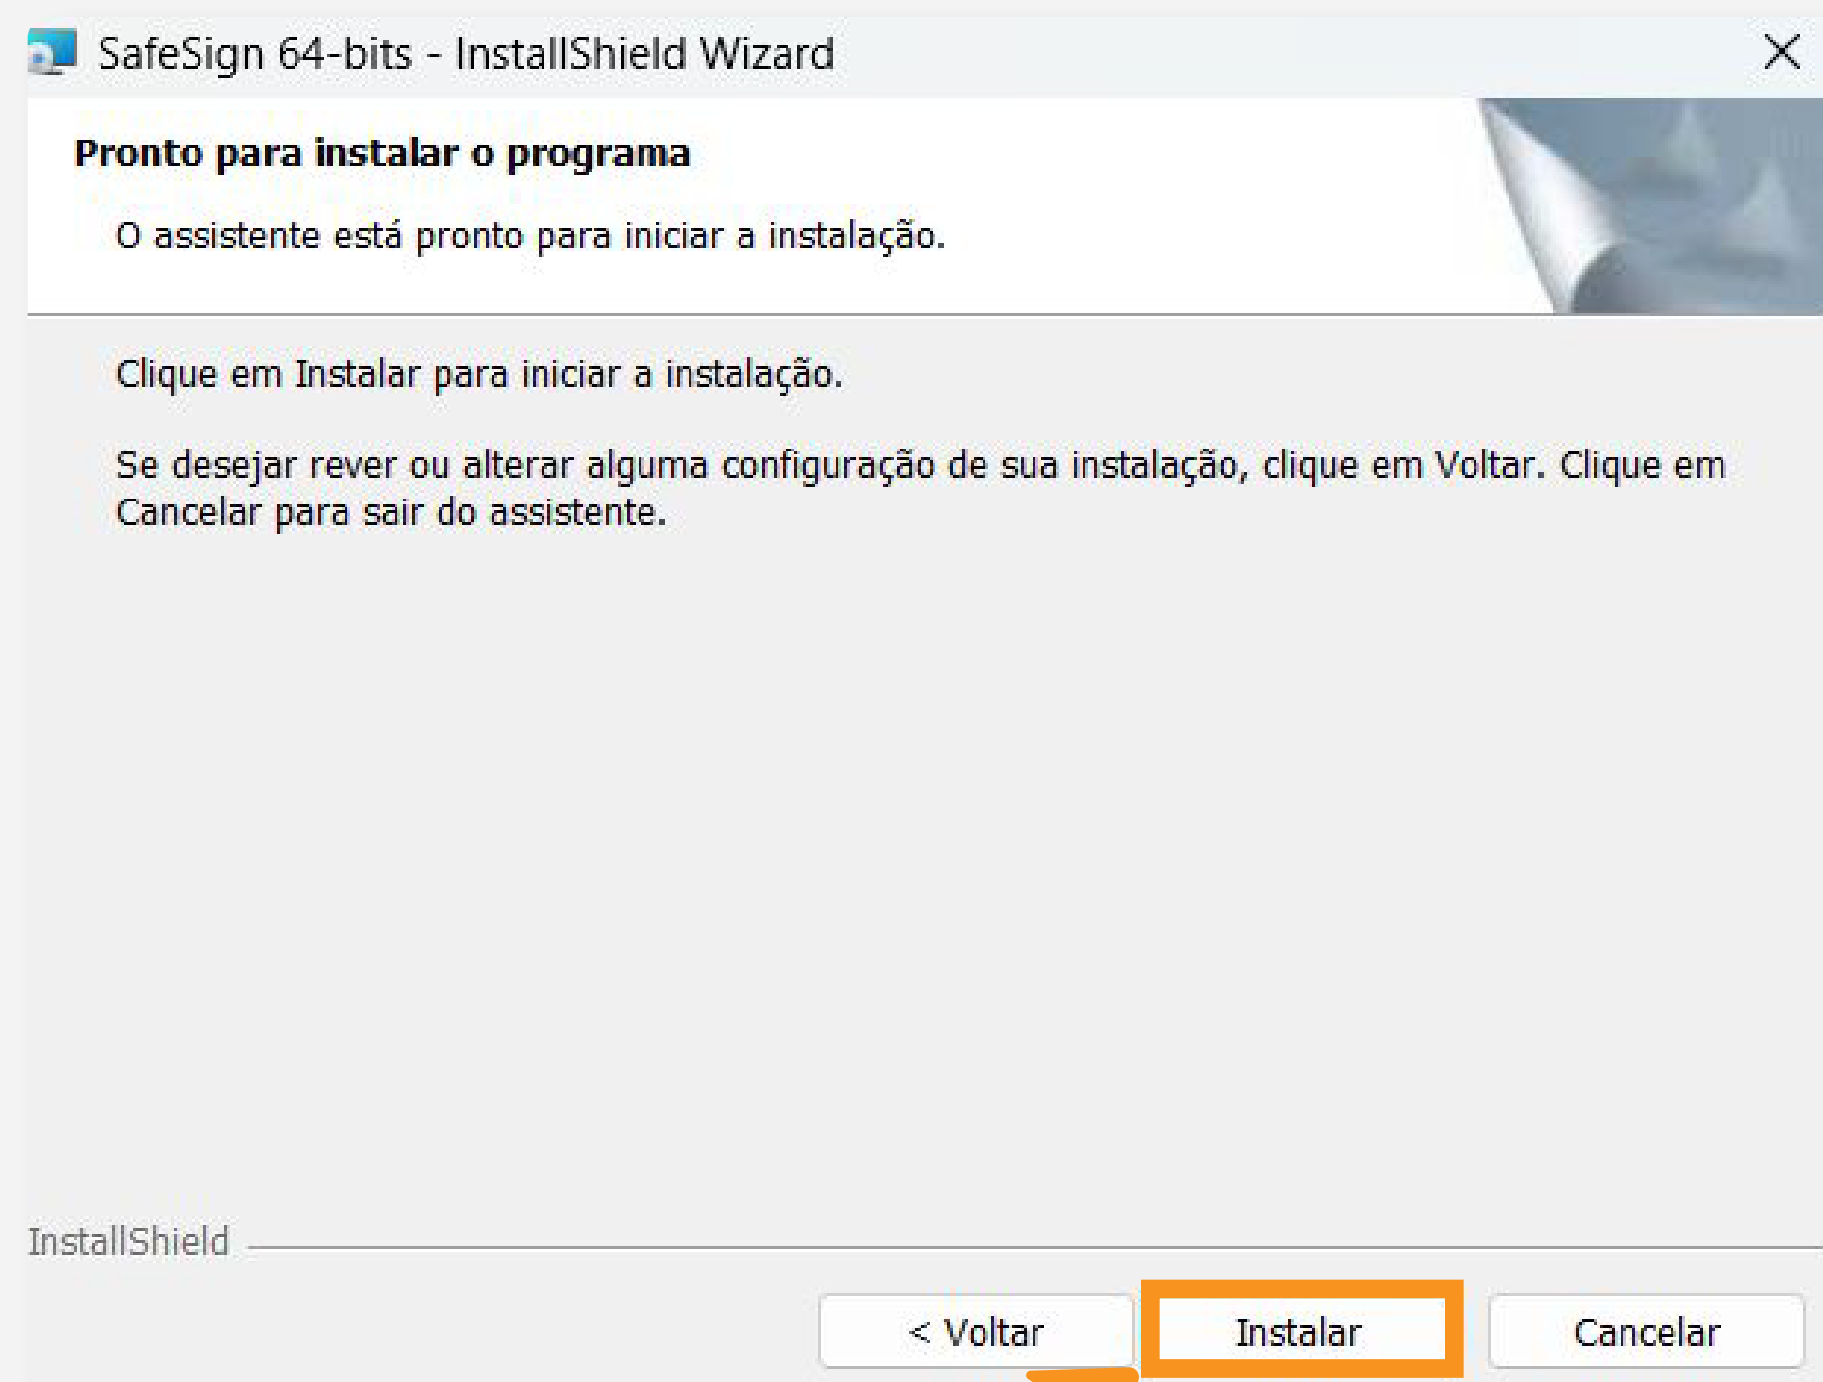 SafeSign 64-bits - InstallShield Wizard
Pronto para instalar o programa
O assistente está pronto para iniciar a instalação.
Clique em Instalar para iniciar a instalação.
Se desejar rever ou alterar alguma configuração de sua instalação, clique em Voltar. Clique em
Cancelar para sair do assistente.
InstallShield
< Voltar
Instalar
Cancelar